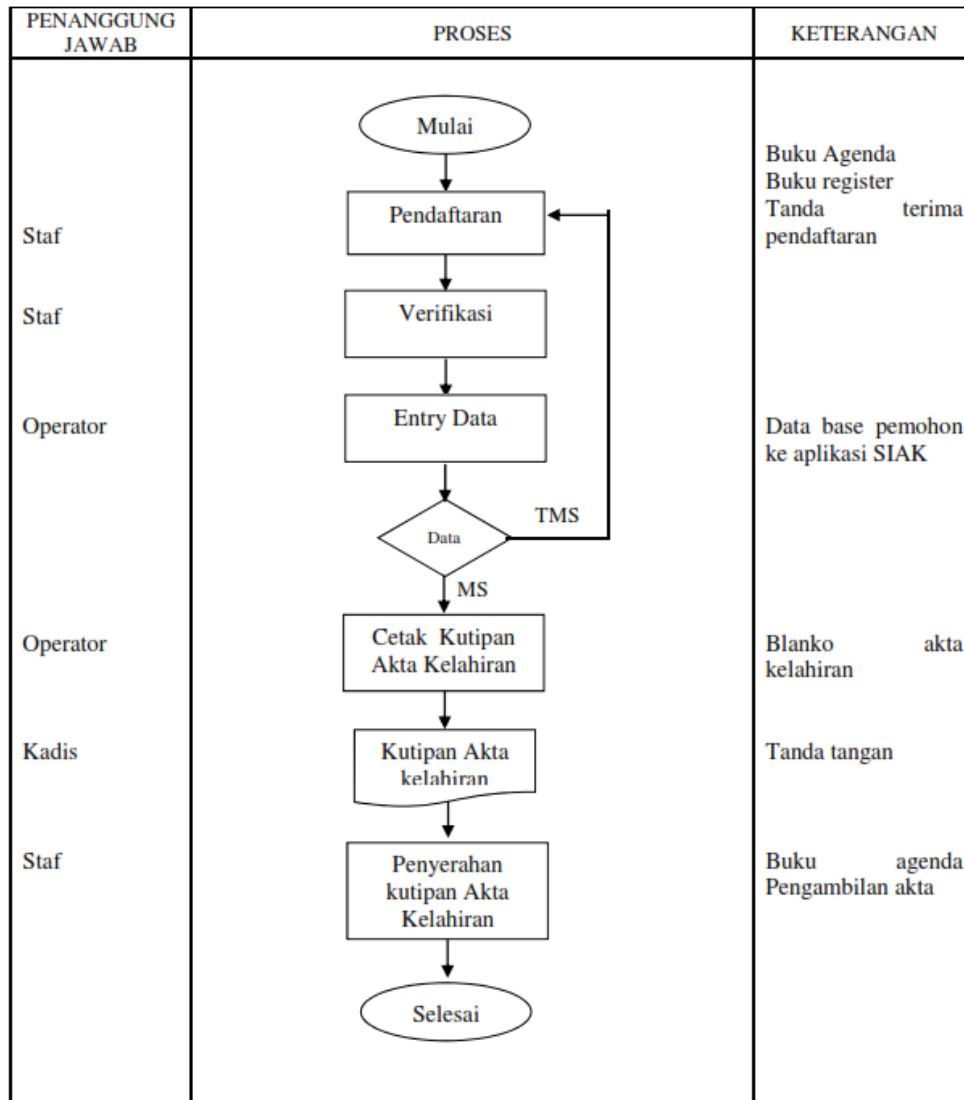 PENANGGUNG
JAWAB
PROSES
KETERANGAN
Mulai
Buku Agenda
Buku register
Tanda terima
pendaftaran
Staf
Pendaftaran
Staf
Verifikasi
Operator
Entry Data
Data base pemohon
ke aplikasi SIAK
Data
TMS
MS
Operator
Cetak Kutipan
Akta Kelahiran
Blanko akta
kelahiran
Kadis
Kutipan Akta
kelahiran
Tanda tangan
Staf
Penyerahan
kutipan Akta
Kelahiran
Buku agenda
Pengambilan akta
Selesai